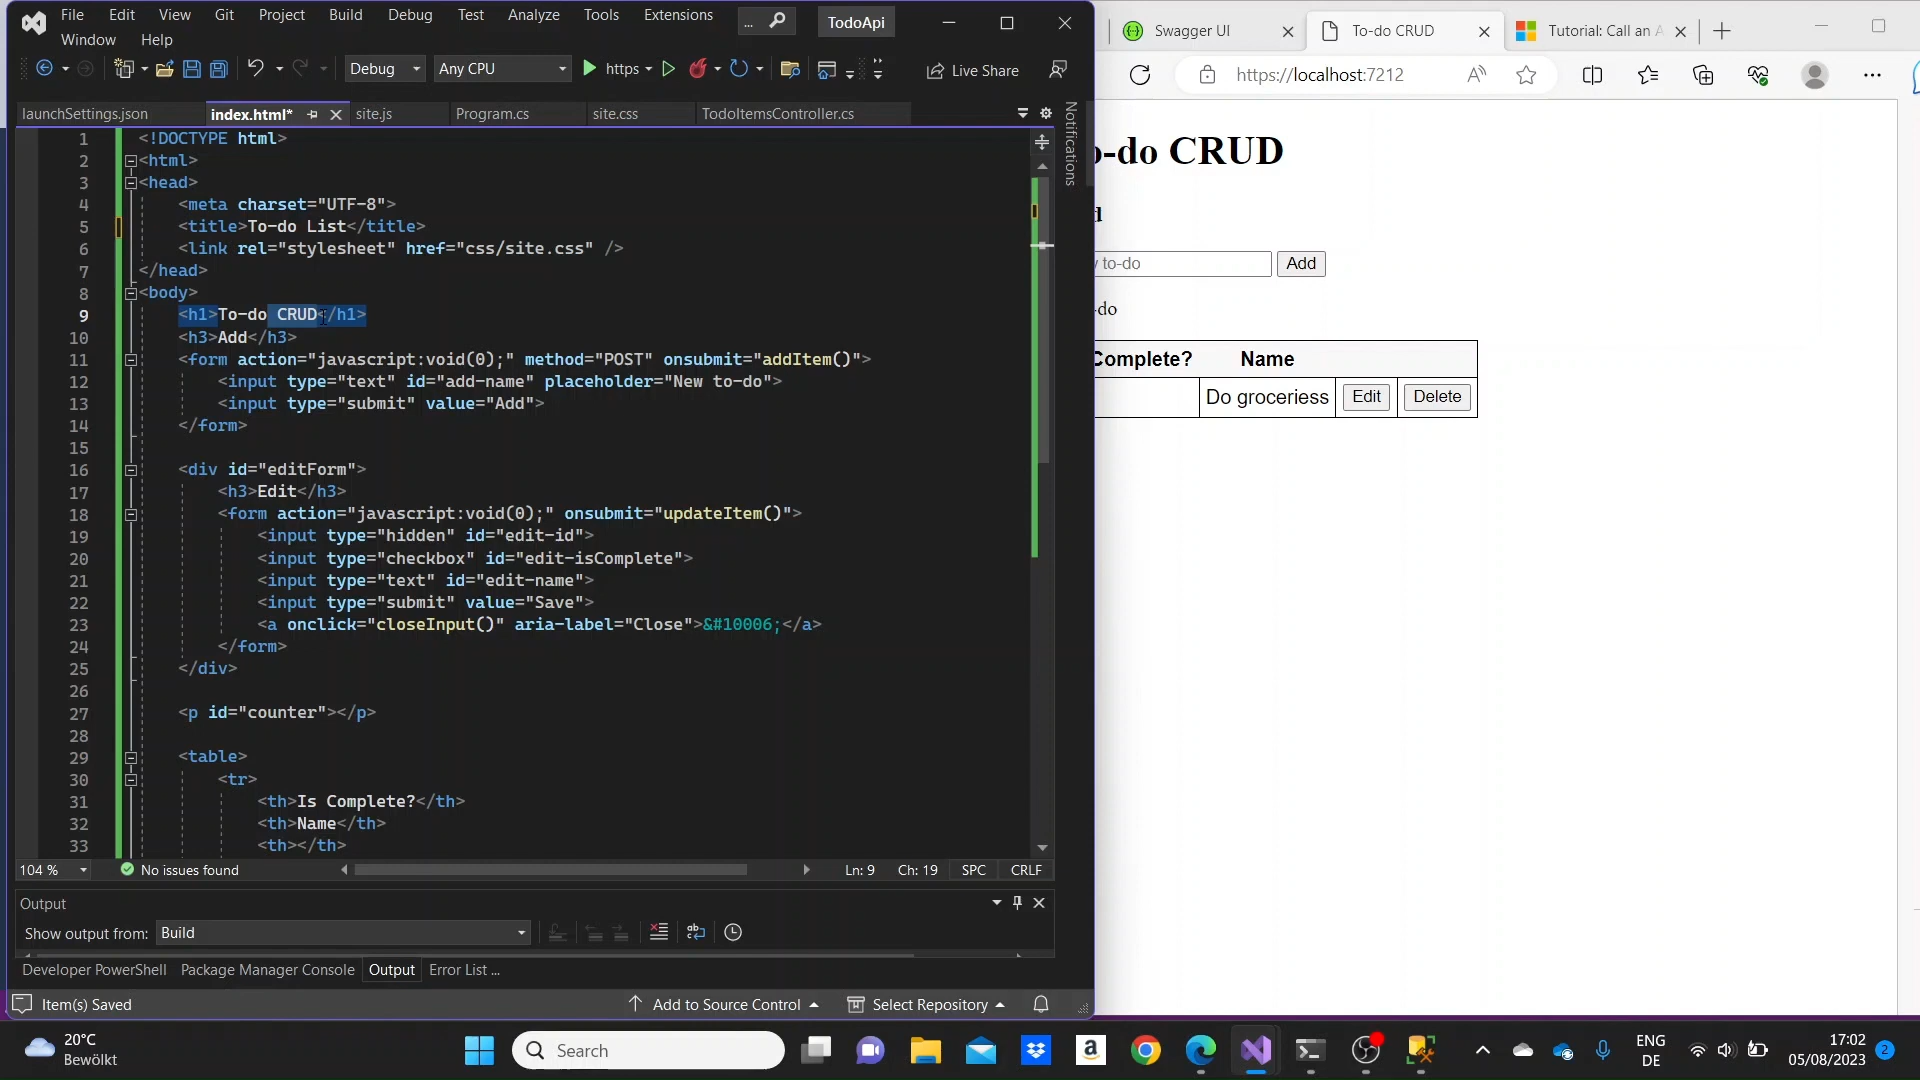 File Edit View Git Project Build Debug Test Analyze Tools Extensions ... TodoApi
Window Help
Debug Any CPU https Live Share
launchSettings.json index.html* site.js Program.cs site.css TodoItemsController.cs
Notifications
1 <!DOCTYPE html>
2 <html>
3 <head>
4 <meta charset="UTF-8">
5 <title>To-do List</title>
6 <link rel="stylesheet" href="css/site.css" />
7 </head>
8 <body>
9 <h1>To-do CRUD</h1>
10 <h3>Add</h3>
11 <form action="javascript:void(0);" method="POST" onsubmit="addItem()">
12 <input type="text" id="add-name" placeholder="New to-do">
13 <input type="submit" value="Add">
14 </form>
15
16 <div id="editForm">
17 <h3>Edit</h3>
18 <form action="javascript:void(0);" onsubmit="updateItem()">
19 <input type="hidden" id="edit-id">
20 <input type="checkbox" id="edit-isComplete">
21 <input type="text" id="edit-name">
22 <input type="submit" value="Save">
23 <a onclick="closeInput()" aria-label="Close">&#10006;</a>
24 </form>
25 </div>
26
27 <p id="counter"></p>
28
29 <table>
30 <tr>
31 <th>Is Complete?</th>
32 <th>Name</th>
33 <th></th>
104 % No issues found Ln: 9 Ch: 19 SPC CRLF
Output
Show output from: Build
Developer PowerShell Package Manager Console Output Error List ...
Item(s) Saved Add to Source Control Select Repository
Swagger UI To-do CRUD Tutorial: Call an A
https://localhost:7212
o-do CRUD
d
to-do Add
-do
Complete? Name
Do groceriess Edit Delete
20°C
Bewölkt
Search
ENG
DE
17:02
05/08/2023
2